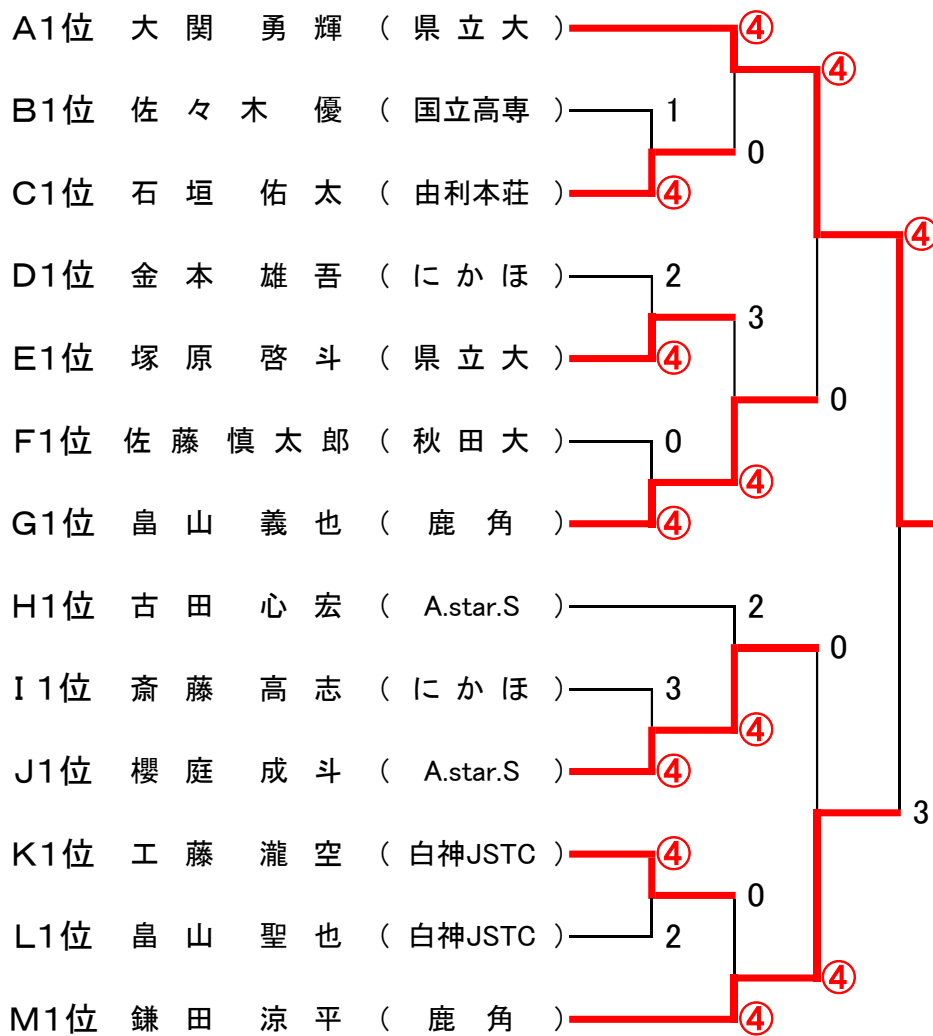 A1位 大関 勇輝 ( 県立大 ) ④
④
B1位 佐々木 優 ( 国立高専 ) 1
0
C1位 石垣 佑太 ( 由利本荘 ) ④
④
D1位 金本 雄吾 ( にかほ ) 2
3
E1位 塚原 啓斗 ( 県立大 ) ④
0
F1位 佐藤慎太郎 ( 秋田大 ) 0
④
G1位 畠山 義也 ( 鹿角 ) ④
H1位 古田 心宏 ( A.star.S ) 2
0
I1位 斎藤 高志 ( にかほ ) 3
④
J1位 櫻庭 成斗 ( A.star.S ) ④
3
K1位 工藤 瀧空 ( 白神JSTC ) ④
0
L1位 畠山 聖也 ( 白神JSTC ) 2
④
M1位 鎌田 涼平 ( 鹿角 ) ④